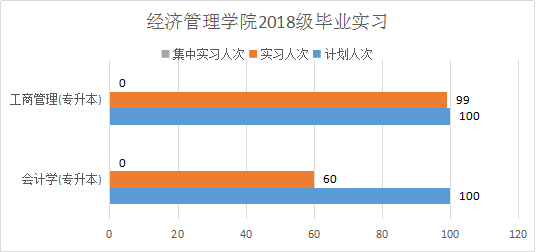 经济管理学院2018级毕业实习
集中实习人次 实习人次 计划人次
0
工商管理(专升本) 99
100
0
会计学(专升本) 60
100
0 20 40 60 80 100 120